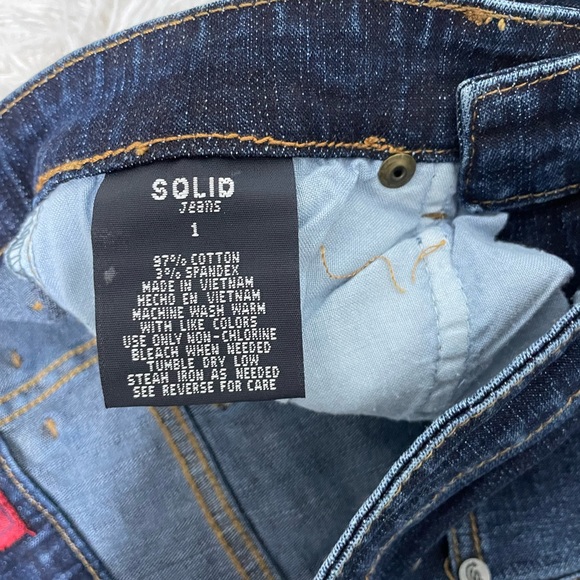 SOLID
Jeans
1
97% COTTON
3% SPANDEX
MADE IN VIETNAM
HECHO EN VIETNAM
MACHINE WASH WARM
WITH LIKE COLORS
USE ONLY NON-CHLORINE
BLEACH WHEN NEEDED
TUMBLE DRY LOW
STEAM IRON AS NEEDED
SEE REVERSE FOR CARE